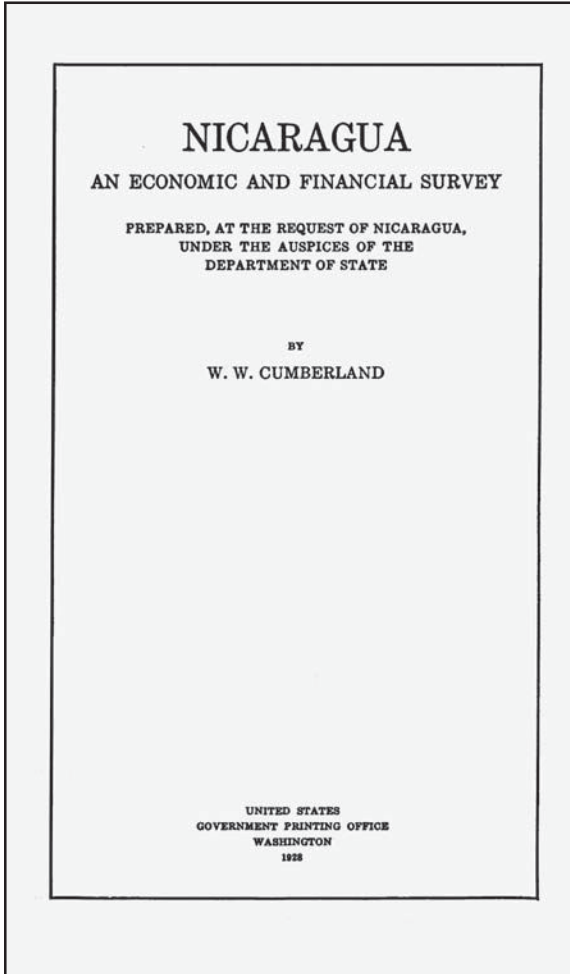 NICARAGUA
AN ECONOMIC AND FINANCIAL SURVEY
PREPARED, AT THE REQUEST OF NICARAGUA,
UNDER THE AUSPICES OF THE
DEPARTMENT OF STATE
BY
W. W. CUMBERLAND
UNITED STATES
GOVERNMENT PRINTING OFFICE
WASHINGTON
1928